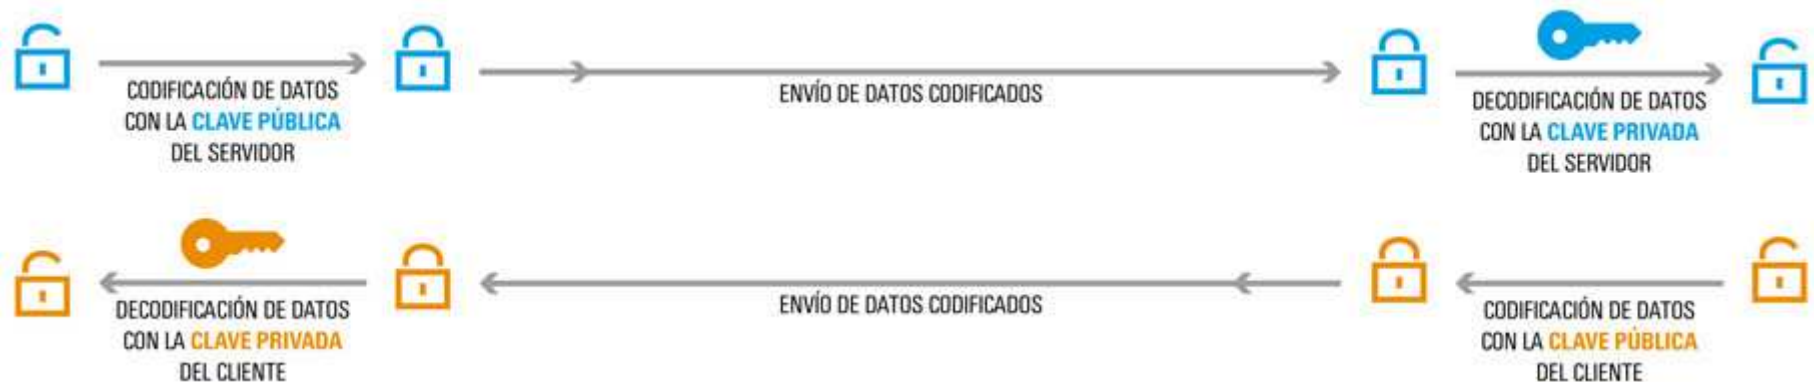 CODIFICACIÓN DE DATOS
CON LA CLAVE PÚBLICA
DEL SERVIDOR
ENVÍO DE DATOS CODIFICADOS
DECODIFICACIÓN DE DATOS
CON LA CLAVE PRIVADA
DEL SERVIDOR
DECODIFICACIÓN DE DATOS
CON LA CLAVE PRIVADA
DEL CLIENTE
ENVÍO DE DATOS CODIFICADOS
CODIFICACIÓN DE DATOS
CON LA CLAVE PÚBLICA
DEL CLIENTE